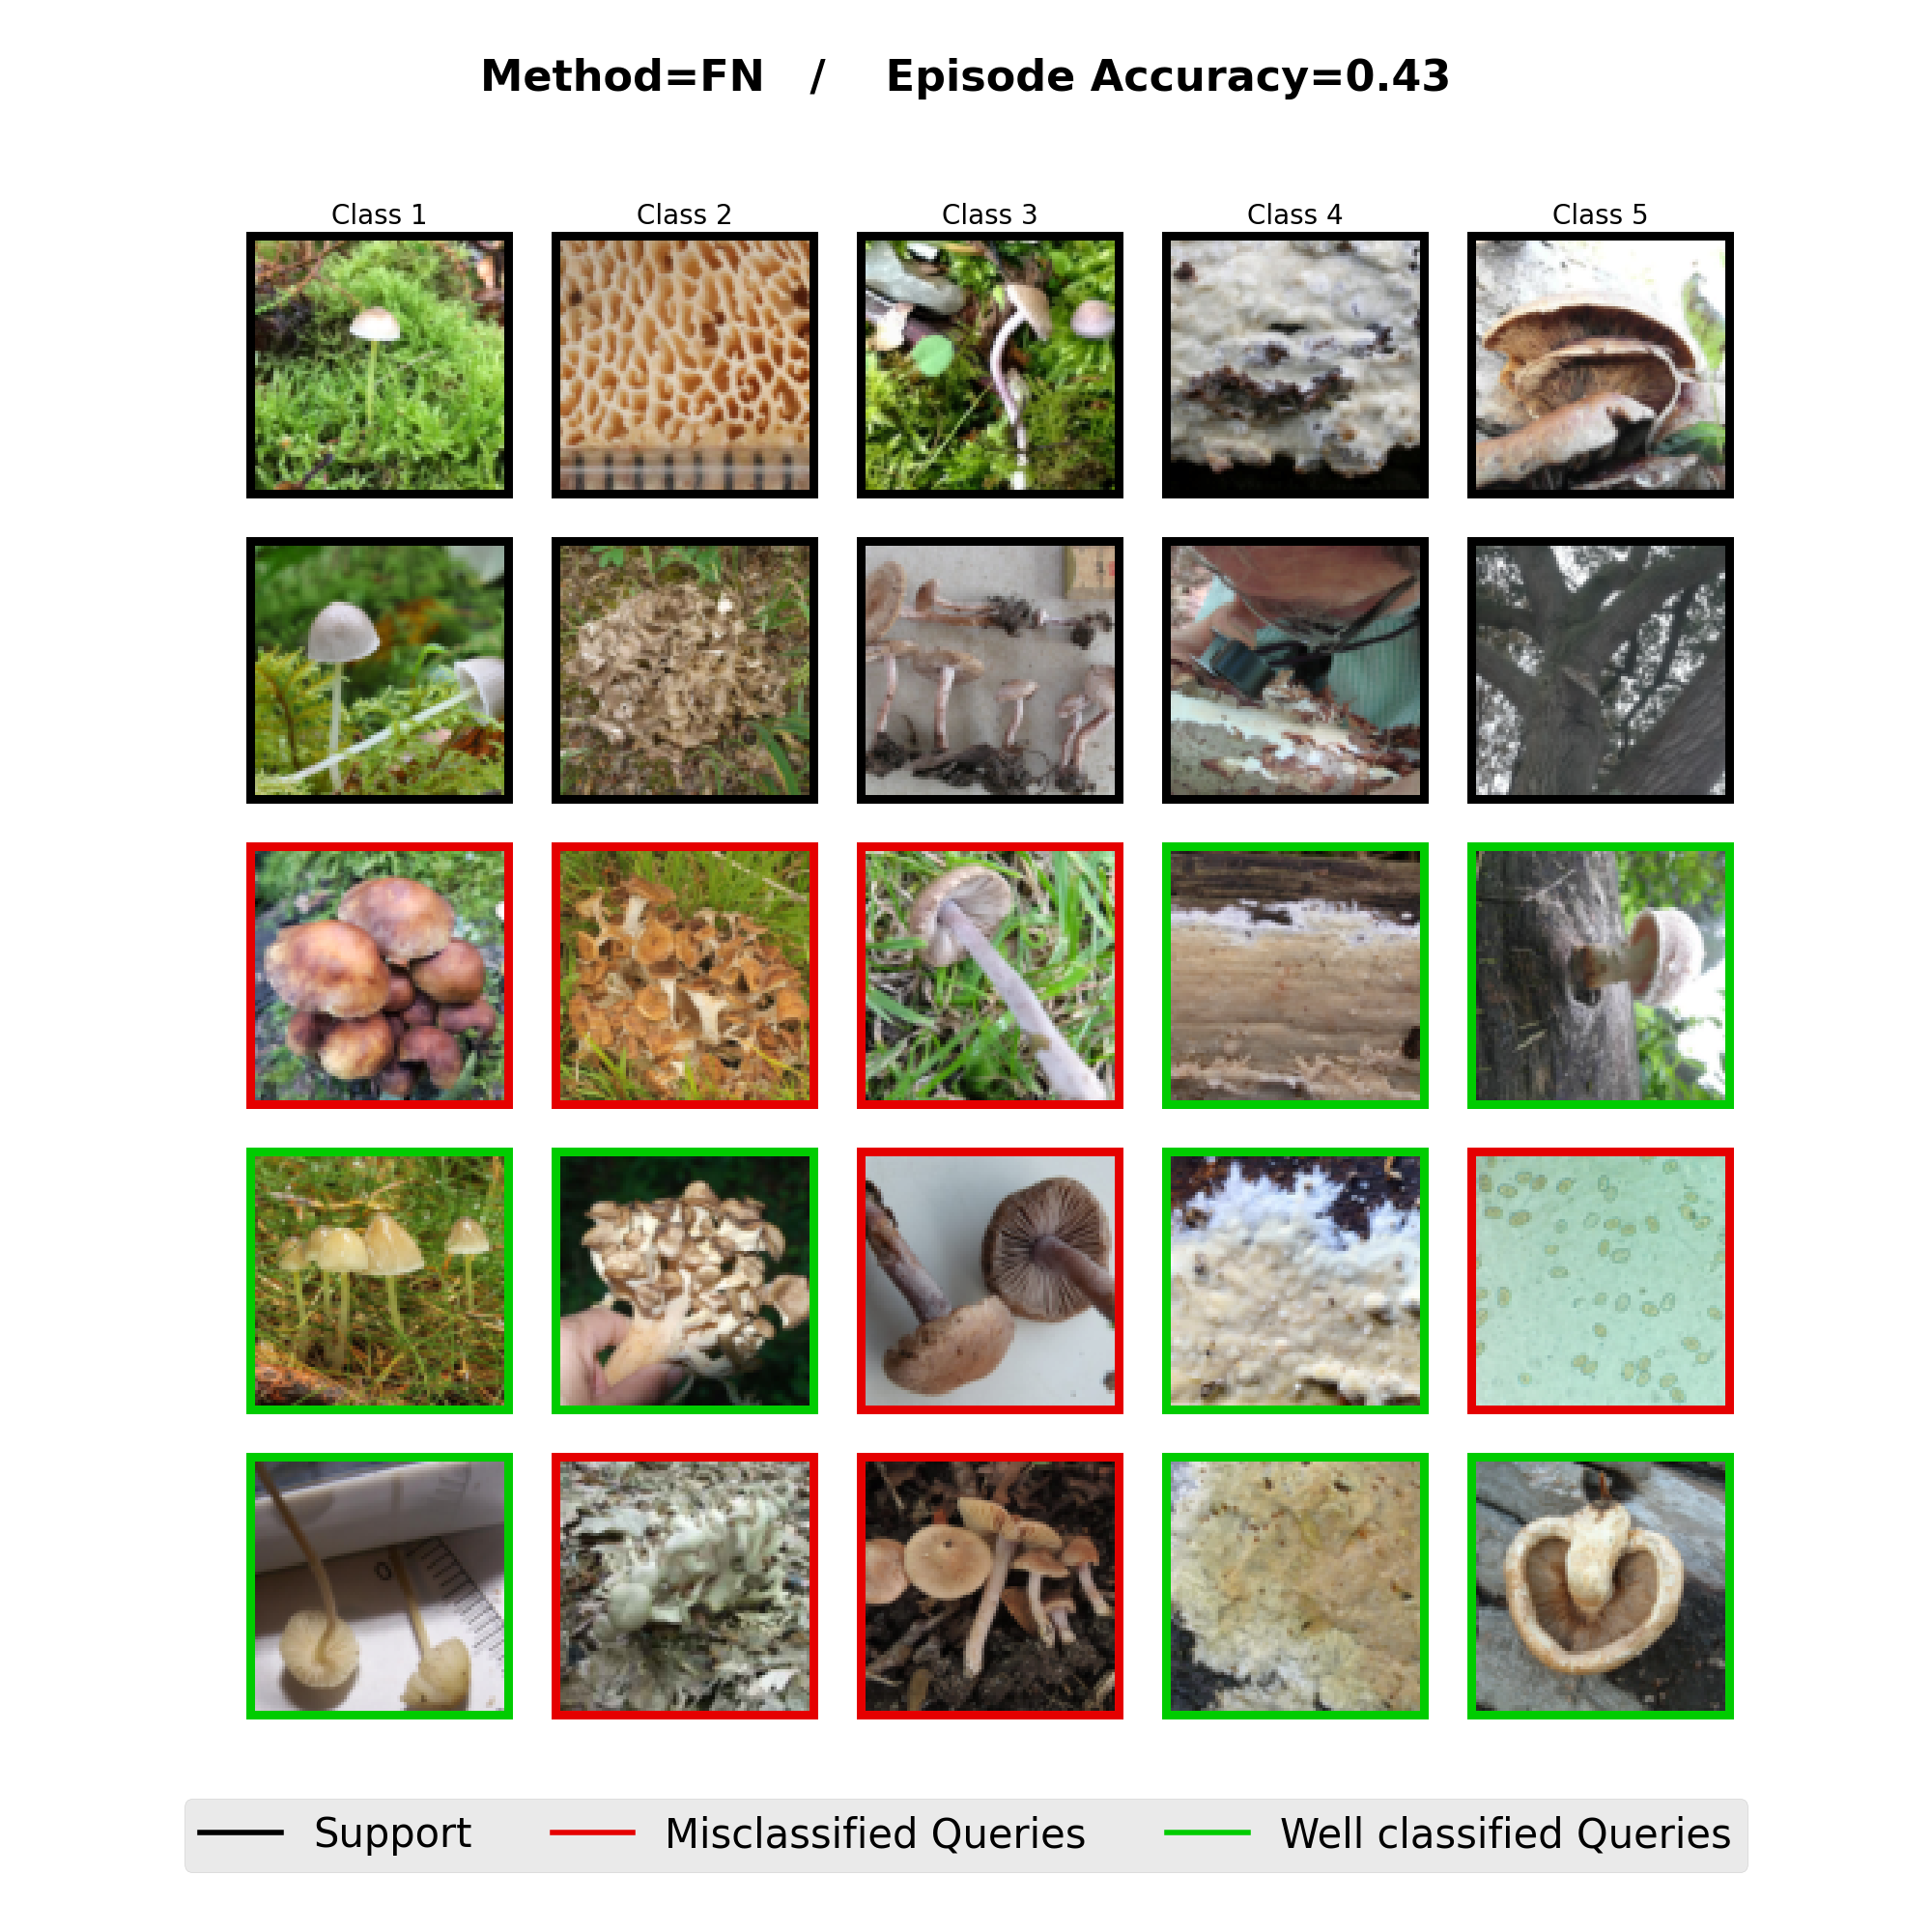 Method=FN / Episode Accuracy=0.43
Class 1 Class 2 Class 3 Class 4 Class 5
0
Support Misclassified Queries Well classified Queries